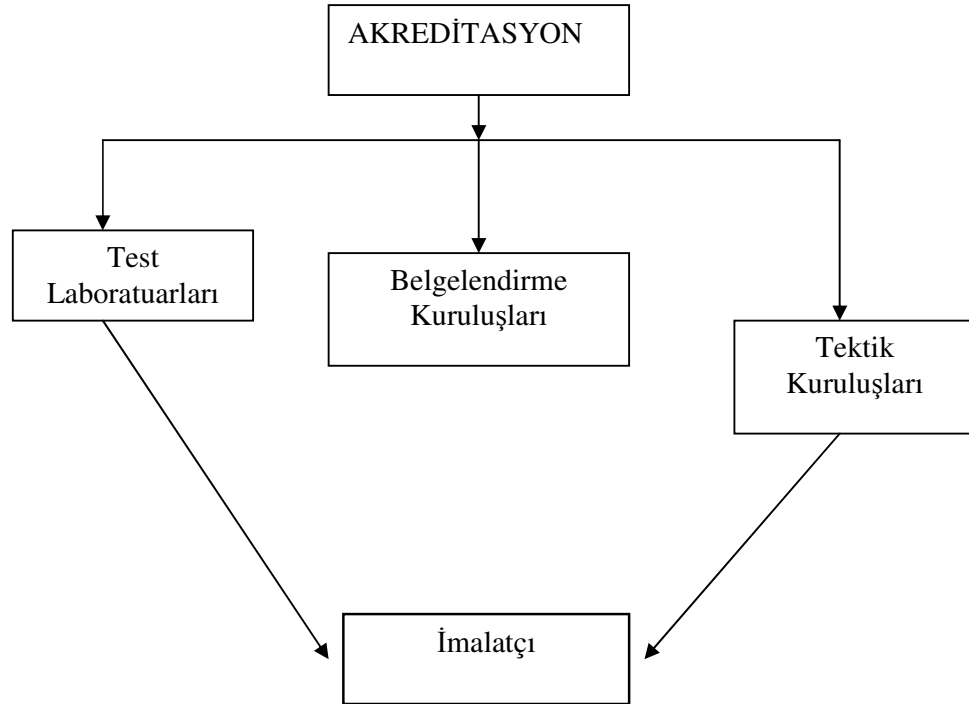 AKREDİTASYON
Test
Laboratuarları
Belgelendirme
Kuruluşları
Tektik
Kuruluşları
İmalatçı